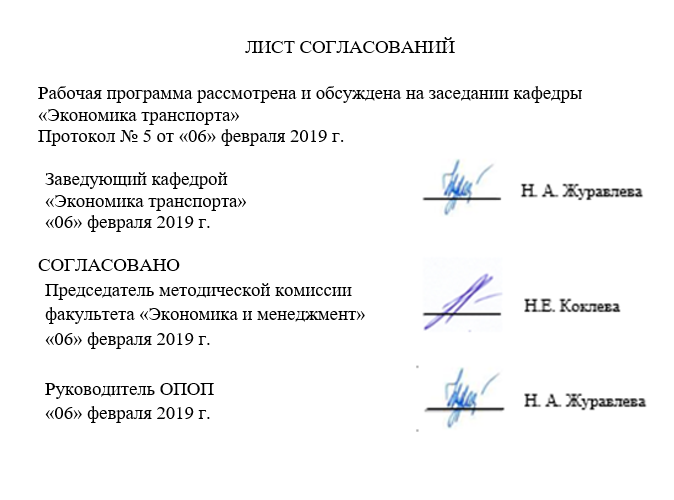 ЛИСТ СОГЛАСОВАНИЙ
Рабочая программа рассмотрена и обсуждена на заседании кафедры
«Экономика транспорта»
Протокол № 5 от «06» февраля 2019 г.
Заведующий кафедрой
«Экономика транспорта»
Н. А. Журавлева
«06» февраля 2019 г.
СОГЛАСОВАНО
Председатель методической комиссии
факультета «Экономика и менеджмент»
Н.Е. Коклева
«06» февраля 2019 г.
Руководитель ОПОП
Н. А. Журавлева
«06» февраля 2019 г.